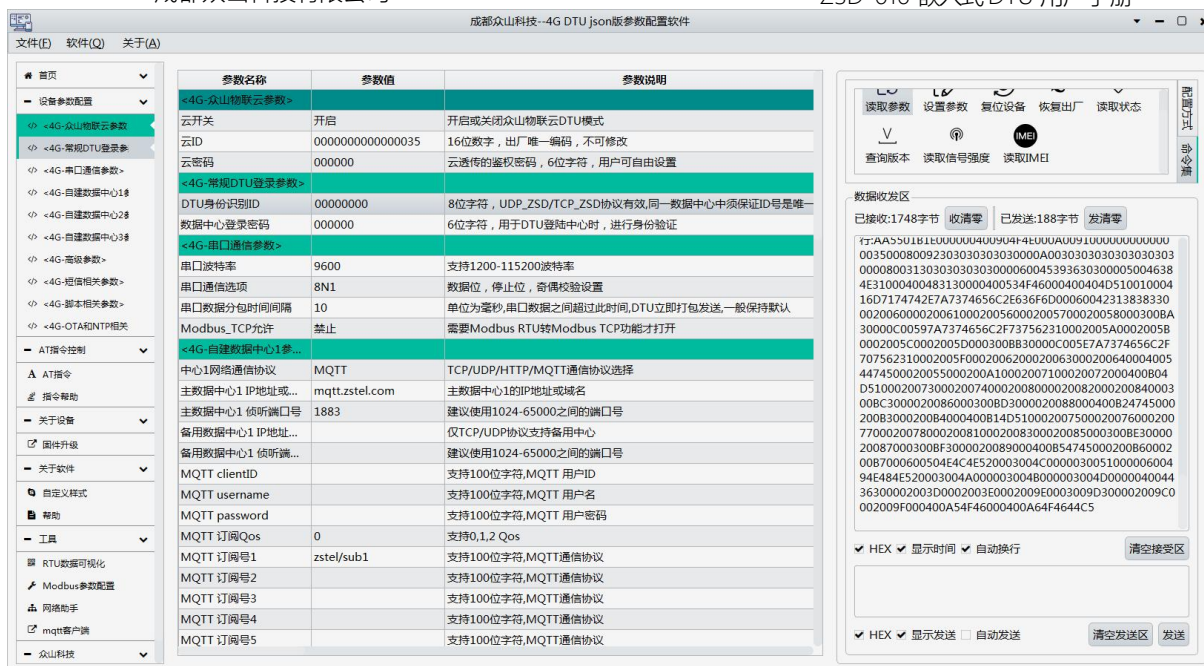 成都众山科技--4G DTU json版参数配置软件
文件(F) 软件(Q) 关于(A)
首页
设备参数配置
<4G-众山物联云参数
<4G-常规DTU登录参
<4G-串口通信参数>
<4G-自建数据中心1参
<4G-自建数据中心2参
<4G-自建数据中心3参
<4G-高级参数>
<4G-短信相关参数>
<4G-脚本相关参数>
<4G-OTA和NTP相关
AT指令控制
AT指令
指令帮助
关于设备
固件升级
关于软件
自定义样式
帮助
工具
RTU数据可视化
Modbus参数配置
网络助手
mqtt客户端
众山科技
参数名称 参数值 参数说明
<4G-众山物联云参数>
云开关 开启 开启或关闭众山物联云DTU模式
云ID 0000000000000035 16位数字，出厂唯一编码，不可修改
云密码 000000 云透传的鉴权密码，6位字符，用户可自由设置
<4G-常规DTU登录参数>
DTU身份识别ID 00000000 8位字符，UDP_ZSD/TCP_ZSD协议有效,同一数据中心中须保证ID号是唯一
数据中心登录密码 000000 6位字符，用于DTU登陆中心时，进行身份验证
<4G-串口通信参数>
串口波特率 9600 支持1200-115200波特率
串口通信选项 8N1 数据位，停止位，奇偶校验设置
串口数据分包时间间隔 10 单位为毫秒,串口数据之间超过此时间,DTU立即打包发送,一般保持默认
Modbus_TCP允许 禁止 需要Modbus RTU转Modbus TCP功能才打开
<4G-自建数据中心1参...
中心1网络通信协议 MQTT TCP/UDP/HTTP/MQTT通信协议选择
主数据中心1 IP地址或... mqtt.zstel.com 主数据中心1的IP地址或域名
主数据中心1 侦听端口号 1883 建议使用1024-65000之间的端口号
备用数据中心1 IP地址... 仅TCP/UDP协议支持备用中心
备用数据中心1 侦听端... 建议使用1024-65000之间的端口号
MQTT clientID 支持100位字符,MQTT 用户ID
MQTT username 支持100位字符,MQTT 用户名
MQTT password 支持100位字符,MQTT 用户密码
MQTT 订阅Qos 0 支持0,1,2 Qos
MQTT 订阅号1 zstel/sub1 支持100位字符,MQTT通信协议
MQTT 订阅号2 支持100位字符,MQTT通信协议
MQTT 订阅号3 支持100位字符,MQTT通信协议
MQTT 订阅号4 支持100位字符,MQTT通信协议
MQTT 订阅号5 支持100位字符,MQTT通信协议
读取参数 设置参数 复位设备 恢复出厂 读取状态
IMEI
查询版本 读取信号强度 读取IMEI
配置方式
命令集
数据收发区
已接收:1748字节 收清零 已发送:188字节 发清零
行:AA5501B1E000000400904F4E000A0091000000000000
00350008009230303030303030000A0030303030303030303
0000800313030303030300006004539363030000500463​8
4E310004004831300004005​34F46000400404D510010004
16D7174742E7A7374656C2E636F6D00060042313838330
00200600002006100020056000200570002005800​0300BA
30000C00597A7374656C2F737562310002005A0002005B
0002005C0002005D000300BB30000C005E7A7374656C2F
7075623100020​05F0002006200020063000200640004005
44745000200550​00200A1000200710002007200040​0B04
D5100020073000200740002008000020082000200840003
00BC300002008600​0300BD300002008800​0400B24745000
200B3000200B4000400B14D510002007500020076000200
7700020078000200810002008300020085000300BE30000
20087000300BF300002008900​0400B54745000200B60002
00B7000600504E4C4E520003004C00000300510000​06004
94E484E520003004A000003004B000003004D0000040044
36300002003D0002003E0002009E0003009D300002009C0
002009F000400A54F46000400A64F4644C5
HEX 显示时间 自动换行 清空接受区
HEX 显示发送 自动发送 清空发送区 发送